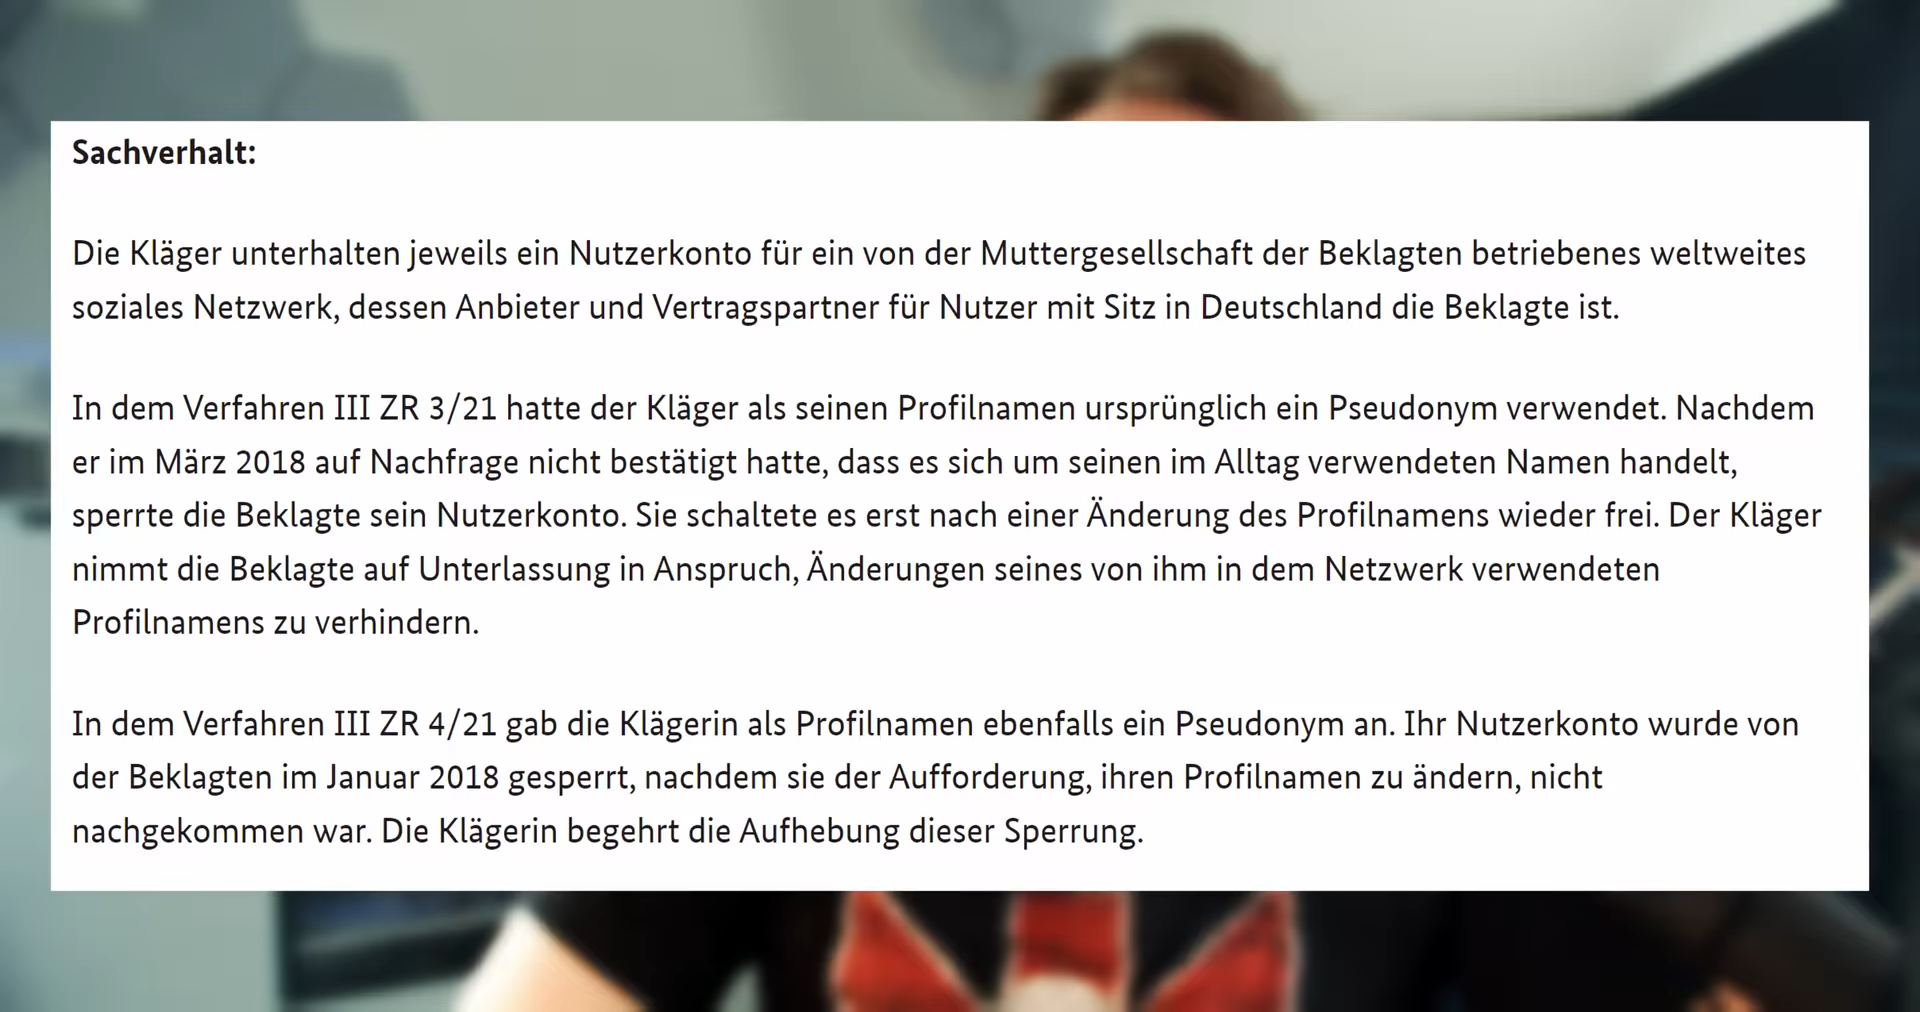 Sachverhalt:
Die Kläger unterhalten jeweils ein Nutzerkonto für ein von der Muttergesellschaft der Beklagten betriebenes weltweites
soziales Netzwerk, dessen Anbieter und Vertragspartner für Nutzer mit Sitz in Deutschland die Beklagte ist.
In dem Verfahren III ZR 3/21 hatte der Kläger als seinen Profilnamen ursprünglich ein Pseudonym verwendet. Nachdem
er im März 2018 auf Nachfrage nicht bestätigt hatte, dass es sich um seinen im Alltag verwendeten Namen handelt,
sperrte die Beklagte sein Nutzerkonto. Sie schaltete es erst nach einer Änderung des Profilnamens wieder frei. Der Kläger
nimmt die Beklagte auf Unterlassung in Anspruch, Änderungen seines von ihm in dem Netzwerk verwendeten
Profilnamens zu verhindern.
In dem Verfahren III ZR 4/21 gab die Klägerin als Profilnamen ebenfalls ein Pseudonym an. Ihr Nutzerkonto wurde von
der Beklagten im Januar 2018 gesperrt, nachdem sie der Aufforderung, ihren Profilnamen zu ändern, nicht
nachgekommen war. Die Klägerin begehrt die Aufhebung dieser Sperrung.